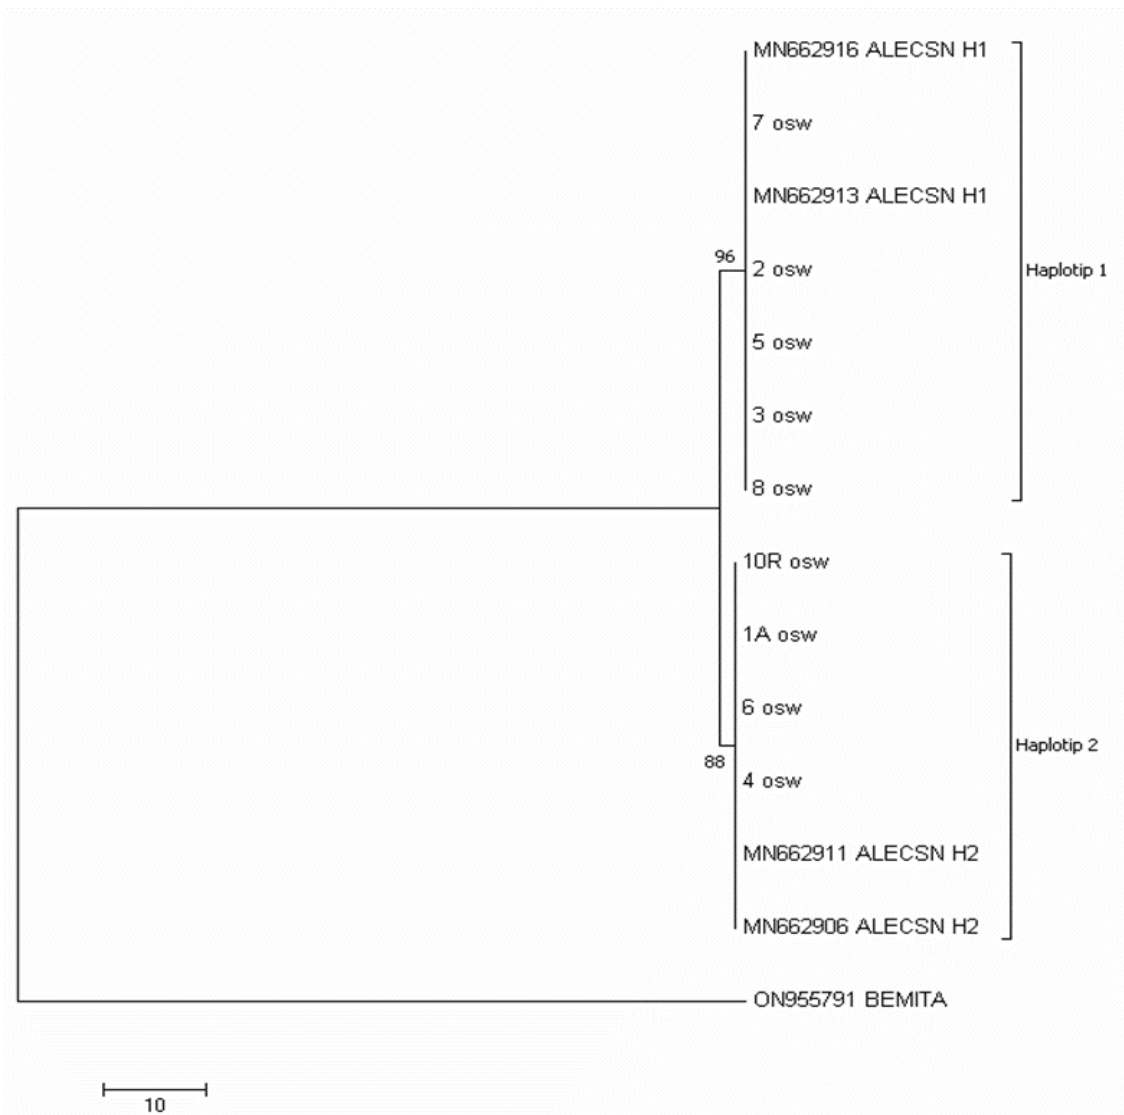 MN662916 ALECSN H1
7 osw
MN662913 ALECSN H1
96
2 osw
Haplotip 1
5 osw
3 osw
8 osw
10R osw
1A osw
6 osw
Haplotip 2
88
4 osw
MN662911 ALECSN H2
MN662906 ALECSN H2
ON955791 BEMITA
10